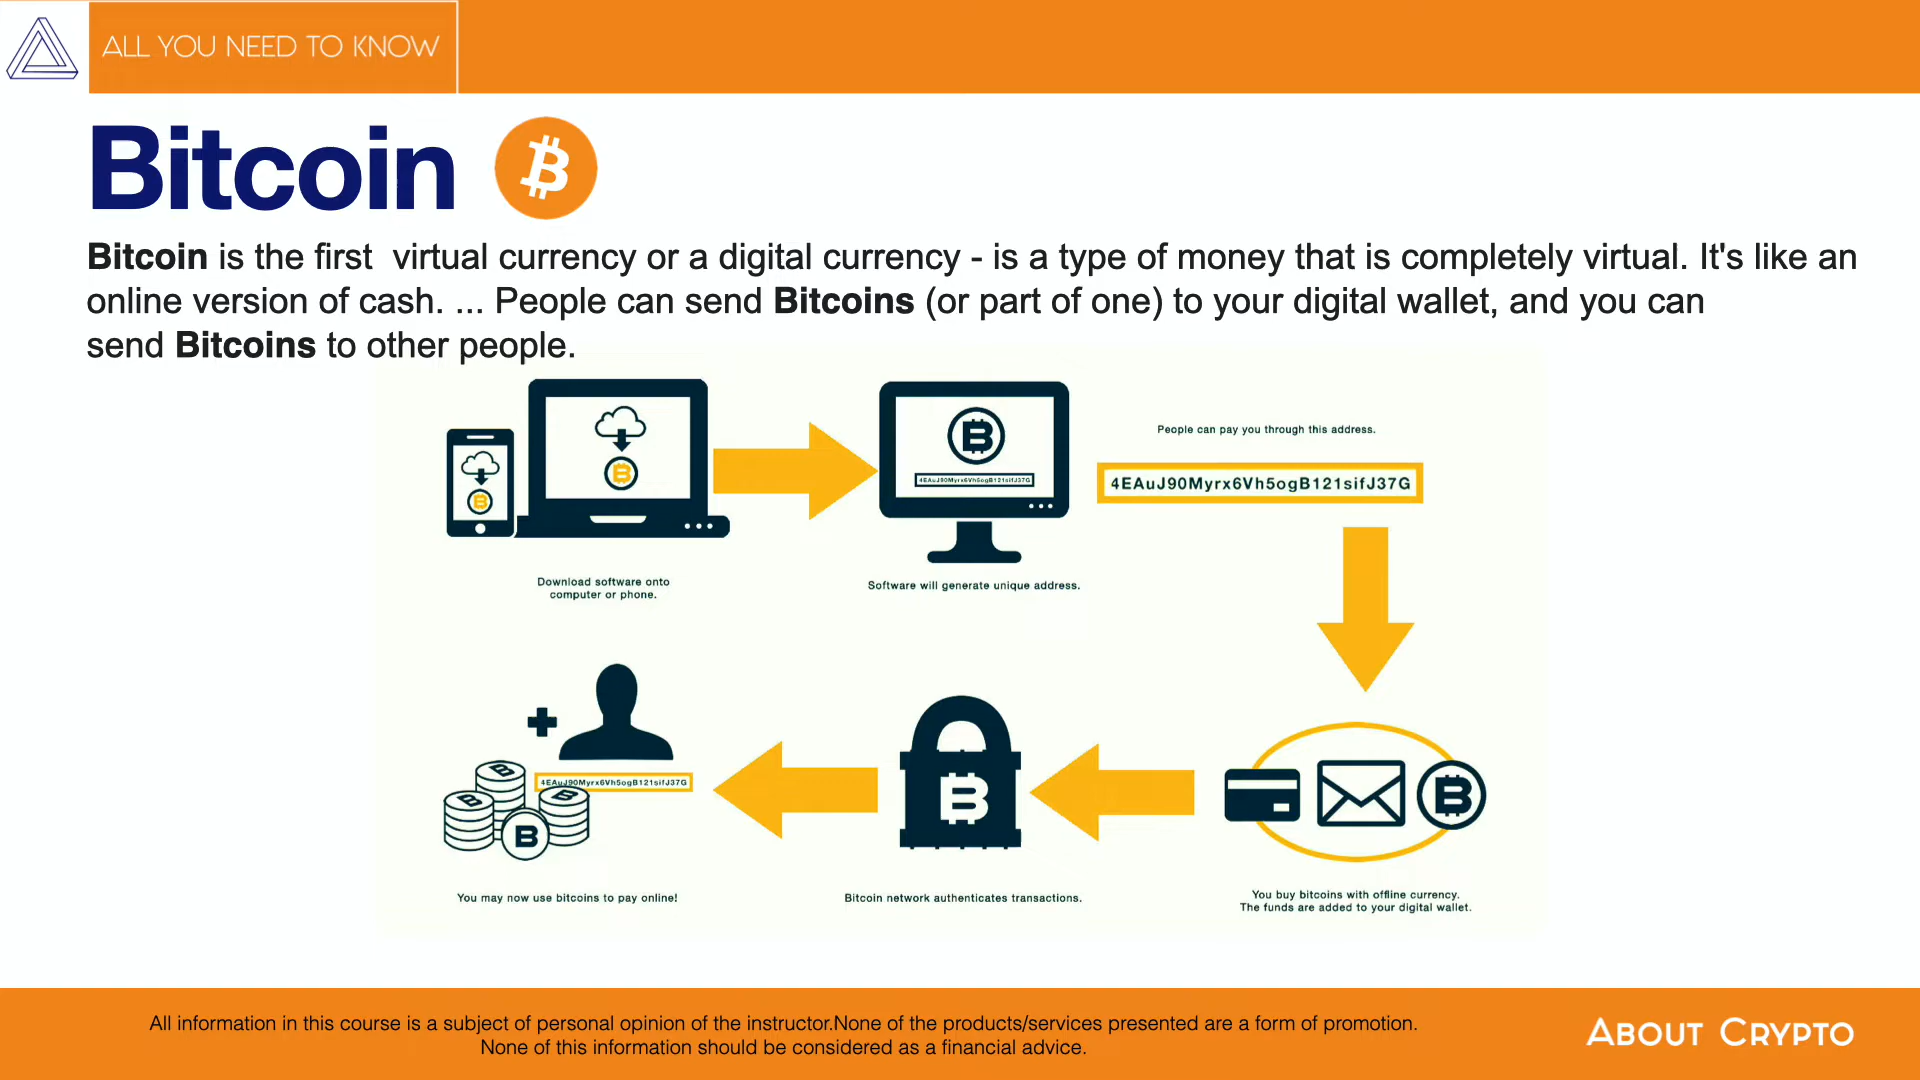 ALL YOU NEED TO KNOW
Bitcoin
Bitcoin is the first  virtual currency or a digital currency - is a type of money that is completely virtual. It's like an
online version of cash. ... People can send Bitcoins (or part of one) to your digital wallet, and you can
send Bitcoins to other people.
People can pay you through this address.
4EAuJ90Myrx6Vh5ogB121sifJ37G
4EAuJ90Myrx6Vh5ogB121sifJ37G
Download software onto
computer or phone.
Software will generate unique address.
4EAuJ90Myrx6Vh5ogB121sifJ37G
You may now use bitcoins to pay online!
Bitcoin network authenticates transactions.
You buy bitcoins with offline currency.
The funds are added to your digital wallet.
All information in this course is a subject of personal opinion of the instructor.None of the products/services presented are a form of promotion.
None of this information should be considered as a financial advice.
ABOUT CRYPTO